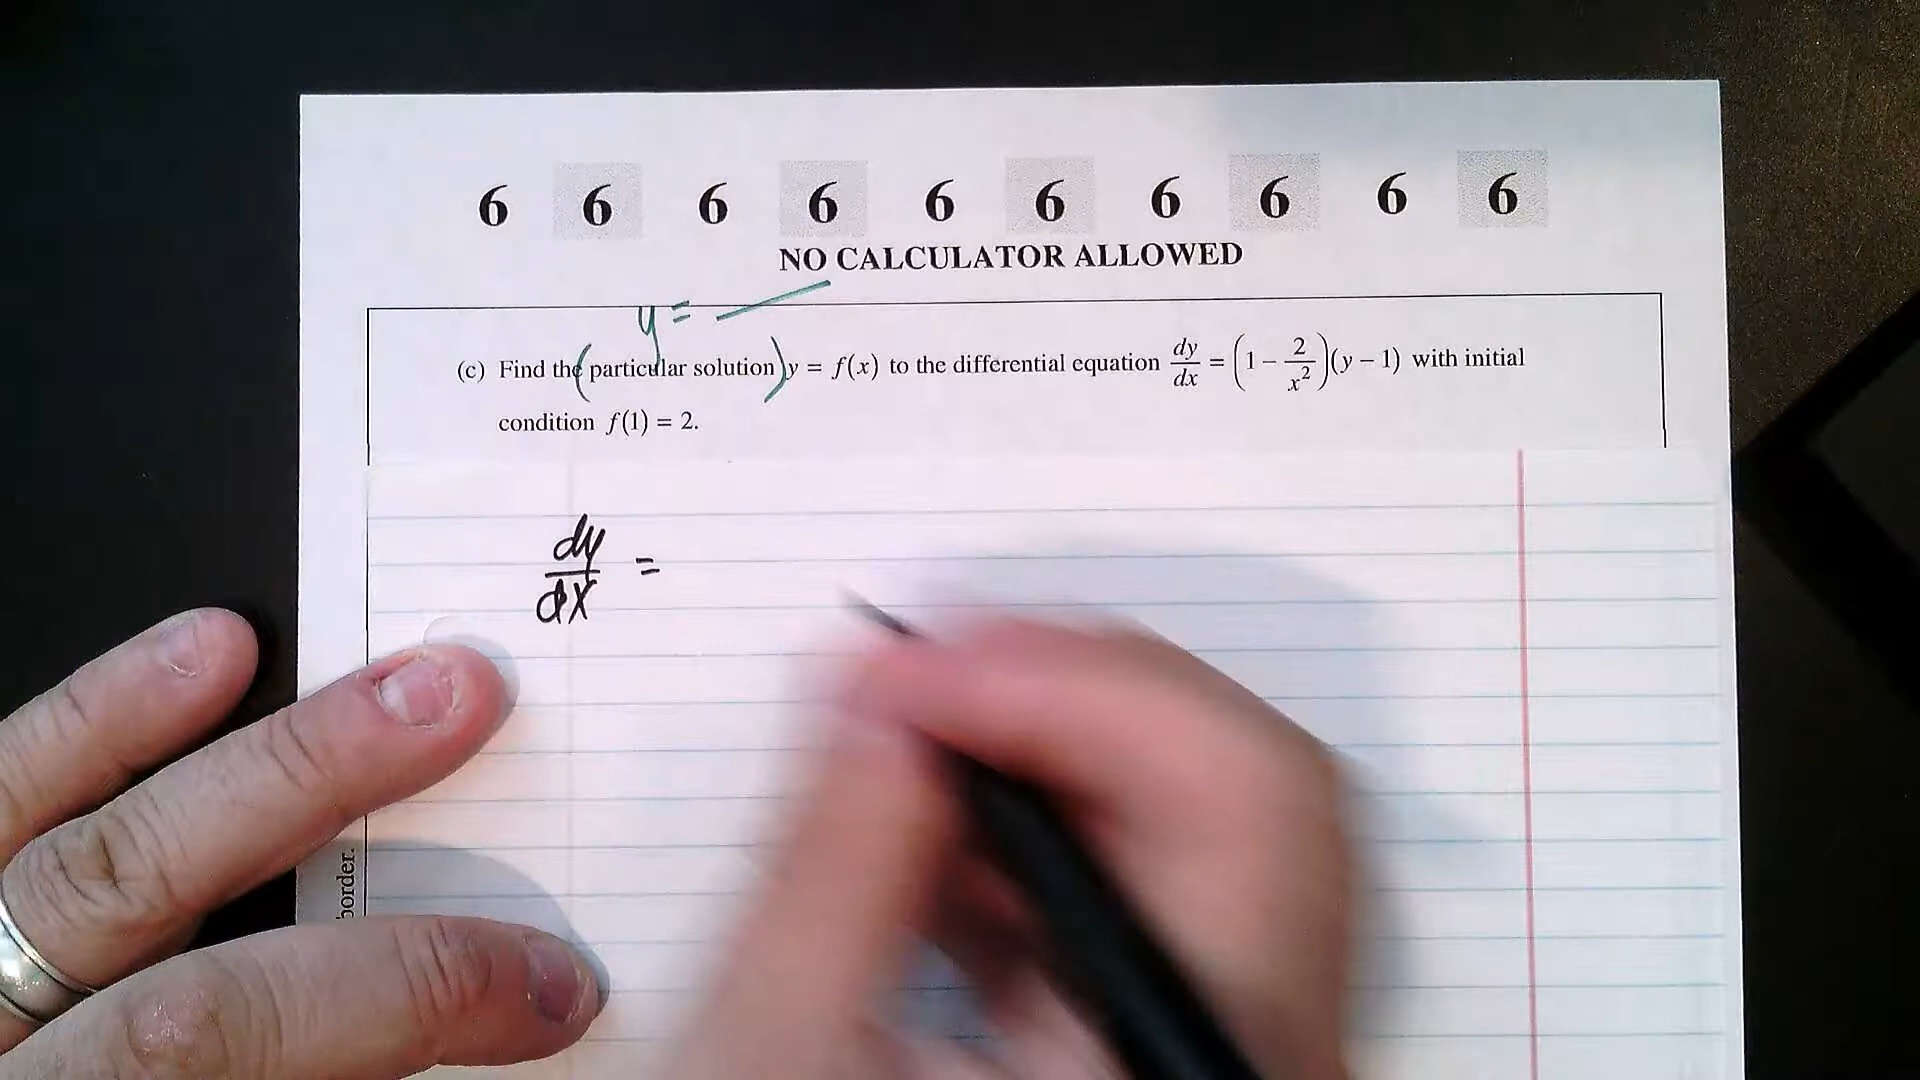 6 6 6 6 6 6 6 6 6 6
NO CALCULATOR ALLOWED
y =
(c) Find the (particular solution) y = f(x) to the differential equation dy/dx = (1 − 2/x²)(y − 1) with initial
condition f(1) = 2.
dy/dx =
border.